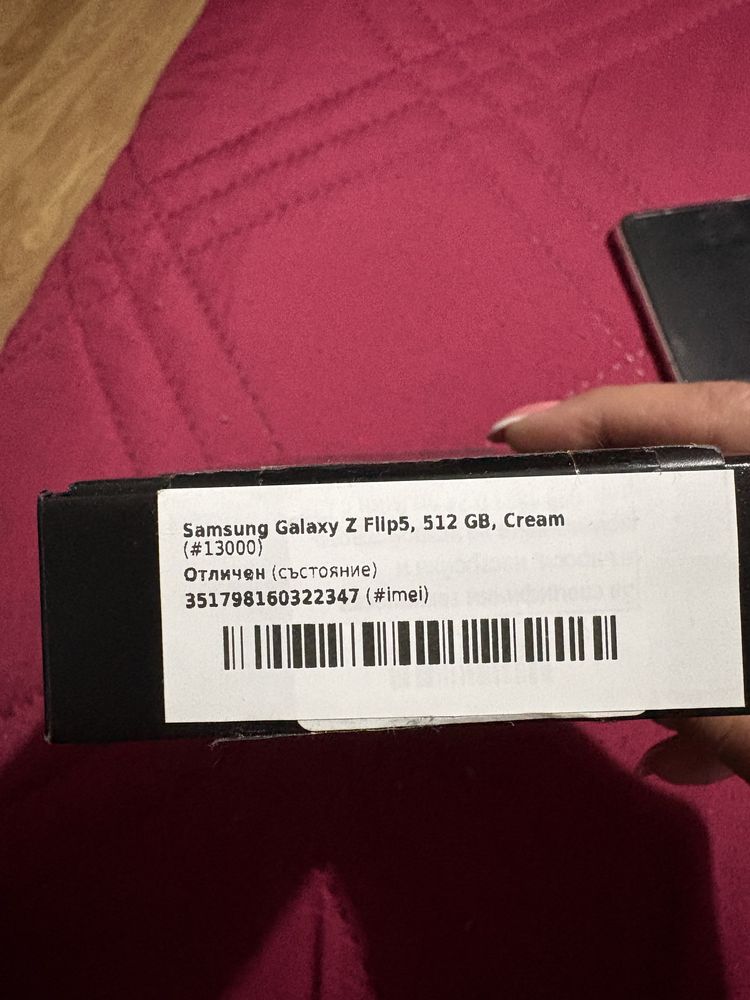 Samsung Galaxy Z Flip5, 512 GB, Cream
(#13000)
Отличен (състояние)
351798160322347 (#imei)